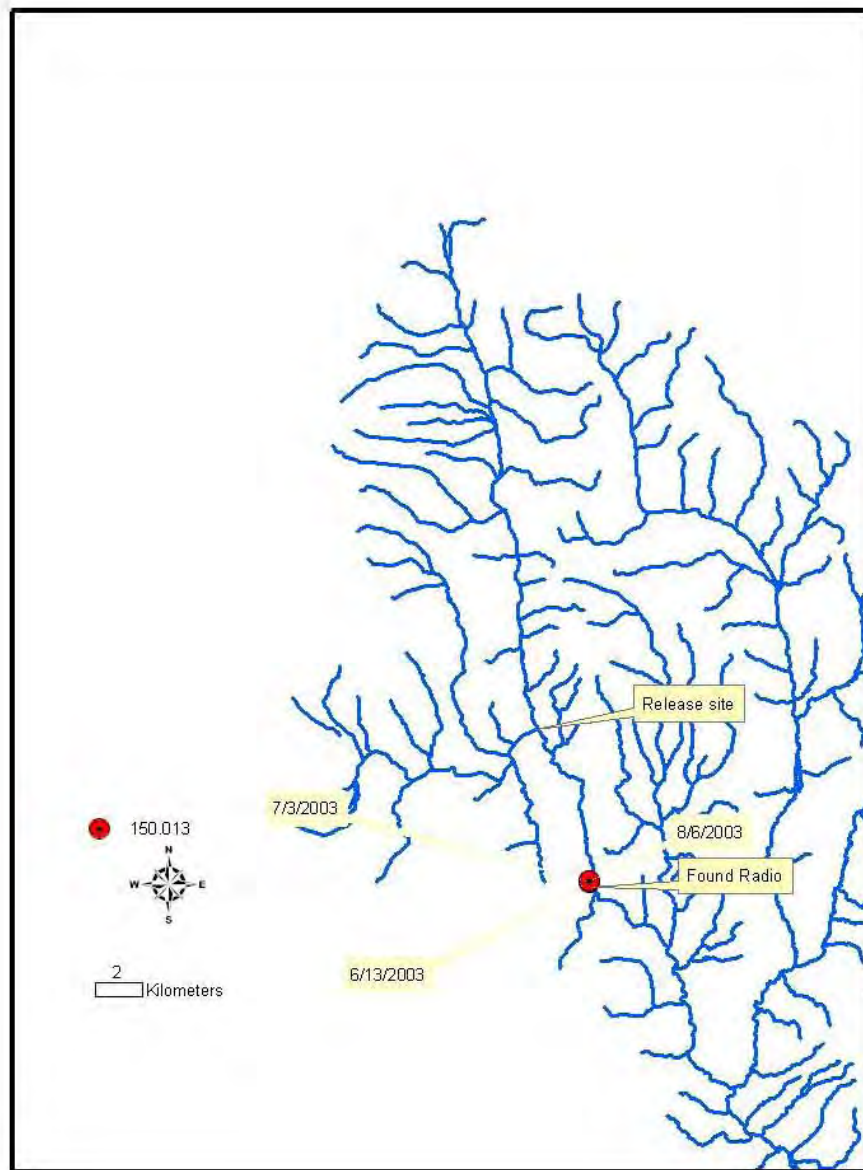 Release site
7/3/2003
150.013
8/6/2003
N
W E
S
Found Radio
6/13/2003
2
Kilometers